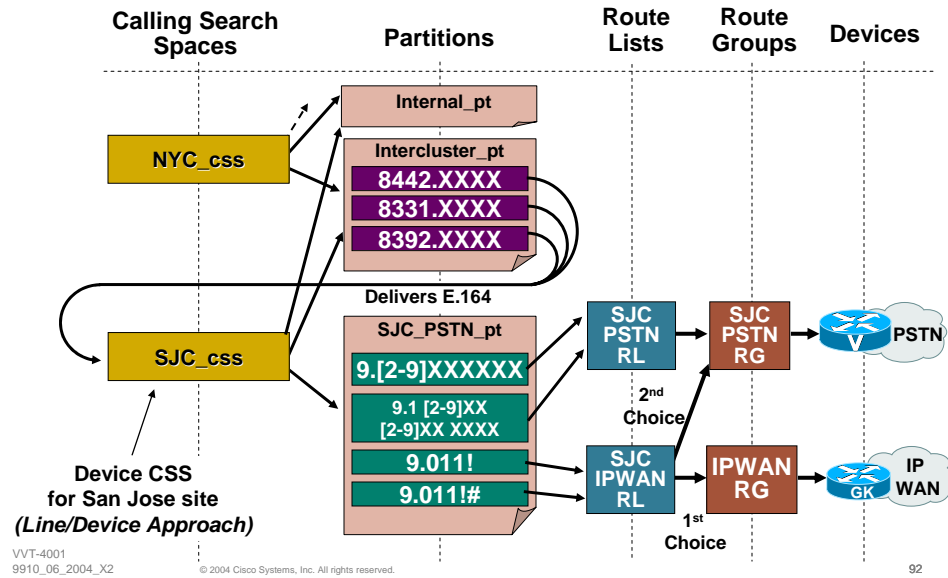 Calling Search
Spaces
Partitions
Route
Lists
Route
Groups
Devices
Internal_pt
NYC_css
Intercluster_pt
8442.XXXX
8331.XXXX
8392.XXXX
Delivers E.164
SJC_css
SJC_PSTN_pt
9.[2-9]XXXXXX
9.1 [2-9]XX
[2-9]XX XXXX
9.011!
9.011!#
SJC
PSTN
RL
SJC
PSTN
RG
V
PSTN
2nd
Choice
SJC
IPWAN
RL
IPWAN
RG
GK
IP
WAN
1st
Choice
Device CSS
for San Jose site
(Line/Device Approach)
VVT-4001
9910_06_2004_X2
© 2004 Cisco Systems, Inc. All rights reserved.
92